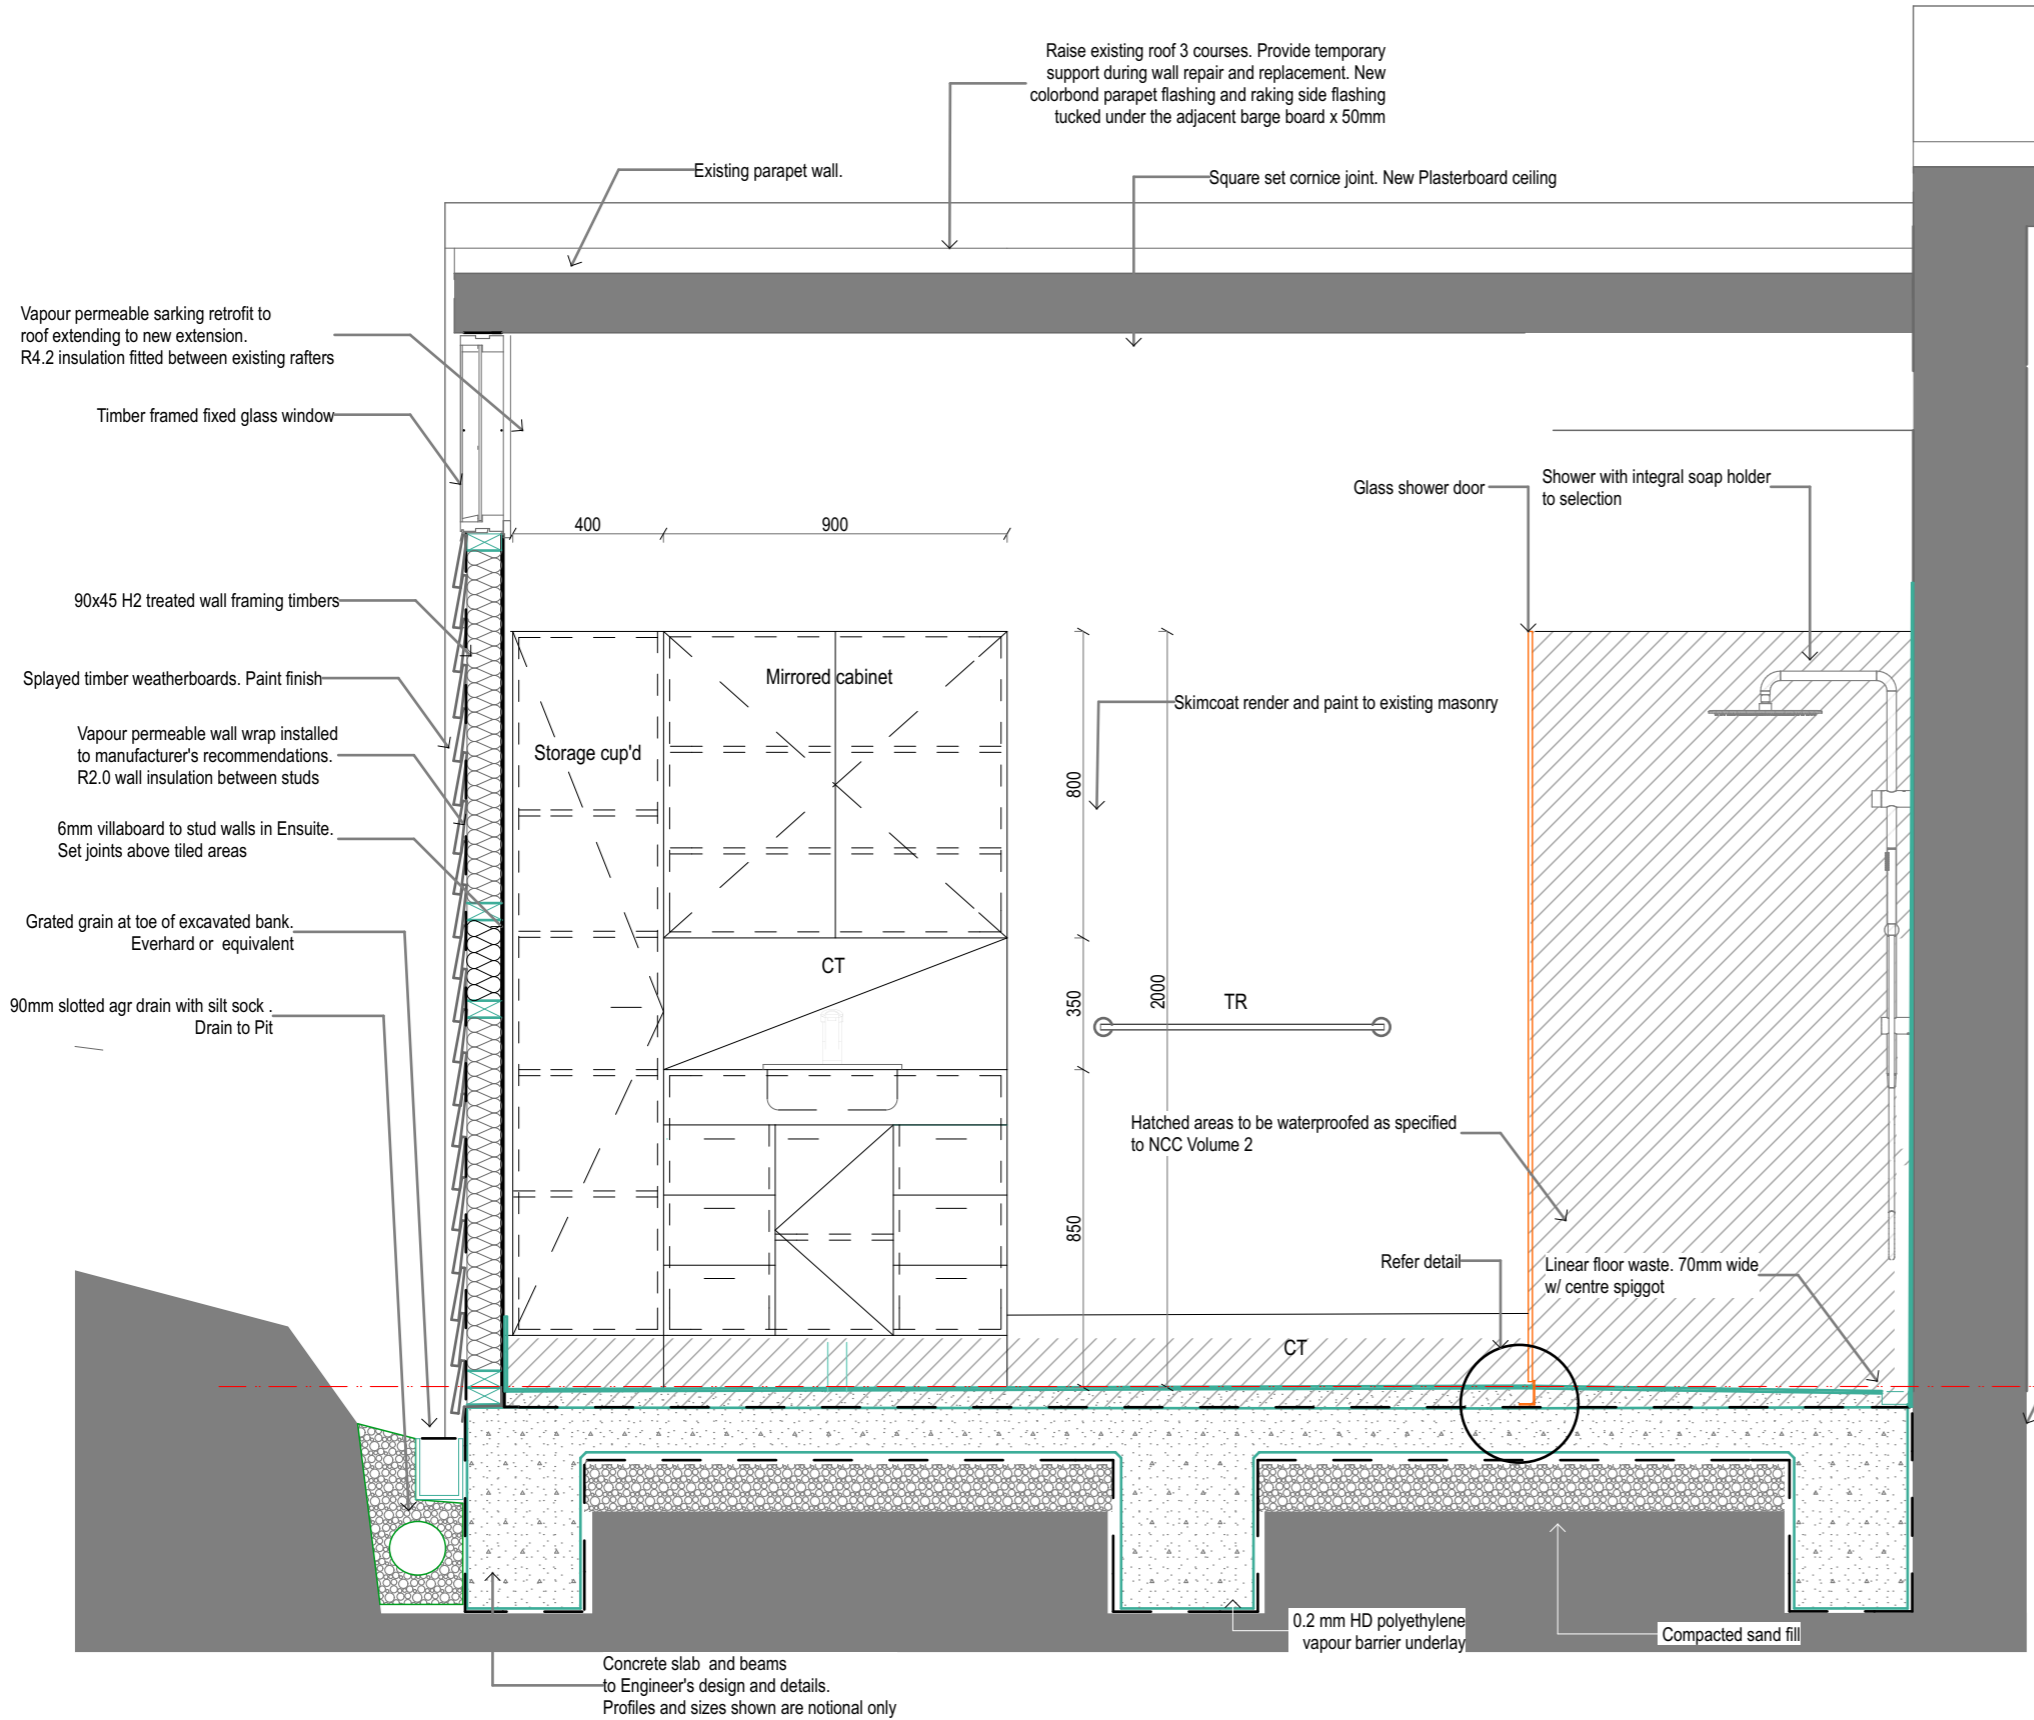 Raise existing roof 3 courses. Provide temporary
support during wall repair and replacement. New
colorbond parapet flashing and raking side flashing
tucked under the adjacent barge board x 50mm
Existing parapet wall.
Square set cornice joint. New Plasterboard ceiling
Vapour permeable sarking retrofit to
roof extending to new extension.
R4.2 insulation fitted between existing rafters
Timber framed fixed glass window
Glass shower door
Shower with integral soap holder
to selection
400
900
90x45 H2 treated wall framing timbers
Splayed timber weatherboards. Paint finish
Mirrored cabinet
Skimcoat render and paint to existing masonry
Vapour permeable wall wrap installed
to manufacturer's recommendations.
R2.0 wall insulation between studs
Storage cup'd
800
6mm villaboard to stud walls in Ensuite.
Set joints above tiled areas
Grated grain at toe of excavated bank.
Everhard or  equivalent
CT
350
2000
TR
90mm slotted agr drain with silt sock .
Drain to Pit
Hatched areas to be waterproofed as specified
to NCC Volume 2
850
Refer detail
Linear floor waste. 70mm wide
w/ centre spiggot
CT
0.2 mm HD polyethylene
vapour barrier underlay
Compacted sand fill
Concrete slab  and beams
to Engineer's design and details.
Profiles and sizes shown are notional only